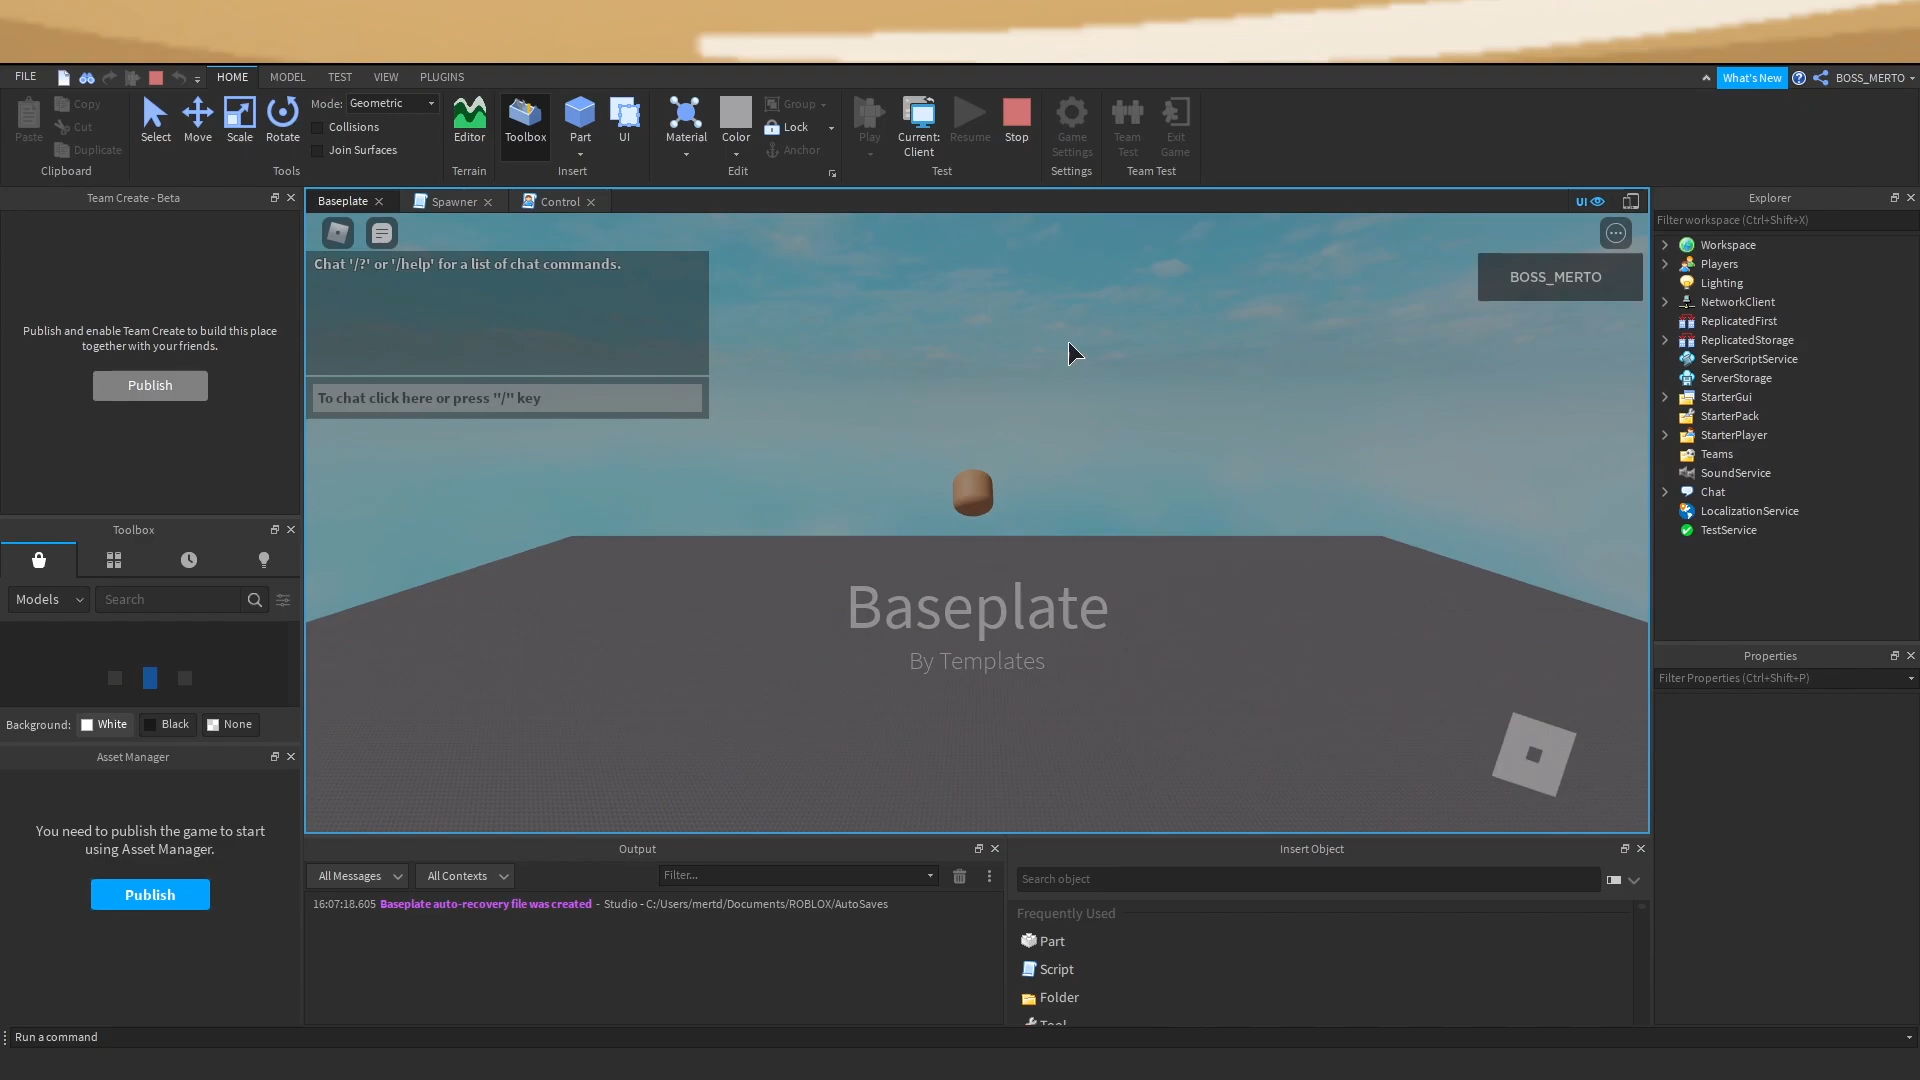 FILE HOME MODEL TEST VIEW PLUGINS What's New BOSS_MERTO
Paste Copy Cut Duplicate Clipboard
Select Move Scale Rotate Mode: Geometric Collisions Join Surfaces Tools
Editor Terrain
Toolbox Part UI Insert
Material Color Group Lock Anchor Edit
Play Current: Client Resume Stop Test
Game Settings Settings
Team Test Exit Game Team Test
Team Create - Beta
Publish and enable Team Create to build this place
together with your friends.
Publish
Toolbox
Models Search
Background: White Black None
Asset Manager
You need to publish the game to start
using Asset Manager.
Publish
Baseplate Spawner Control UI
Chat '/?' or '/help' for a list of chat commands.
To chat click here or press "/" key
BOSS_MERTO
Baseplate
By Templates
Output
All Messages All Contexts Filter...
16:07:18.605 Baseplate auto-recovery file was created - Studio - C:/Users/mertd/Documents/ROBLOX/AutoSaves
Insert Object
Search object
Frequently Used
Part
Script
Folder
Tool
Explorer
Filter workspace (Ctrl+Shift+X)
Workspace
Players
Lighting
NetworkClient
ReplicatedFirst
ReplicatedStorage
ServerScriptService
ServerStorage
StarterGui
StarterPack
StarterPlayer
Teams
SoundService
Chat
LocalizationService
TestService
Properties
Filter Properties (Ctrl+Shift+P)
Run a command